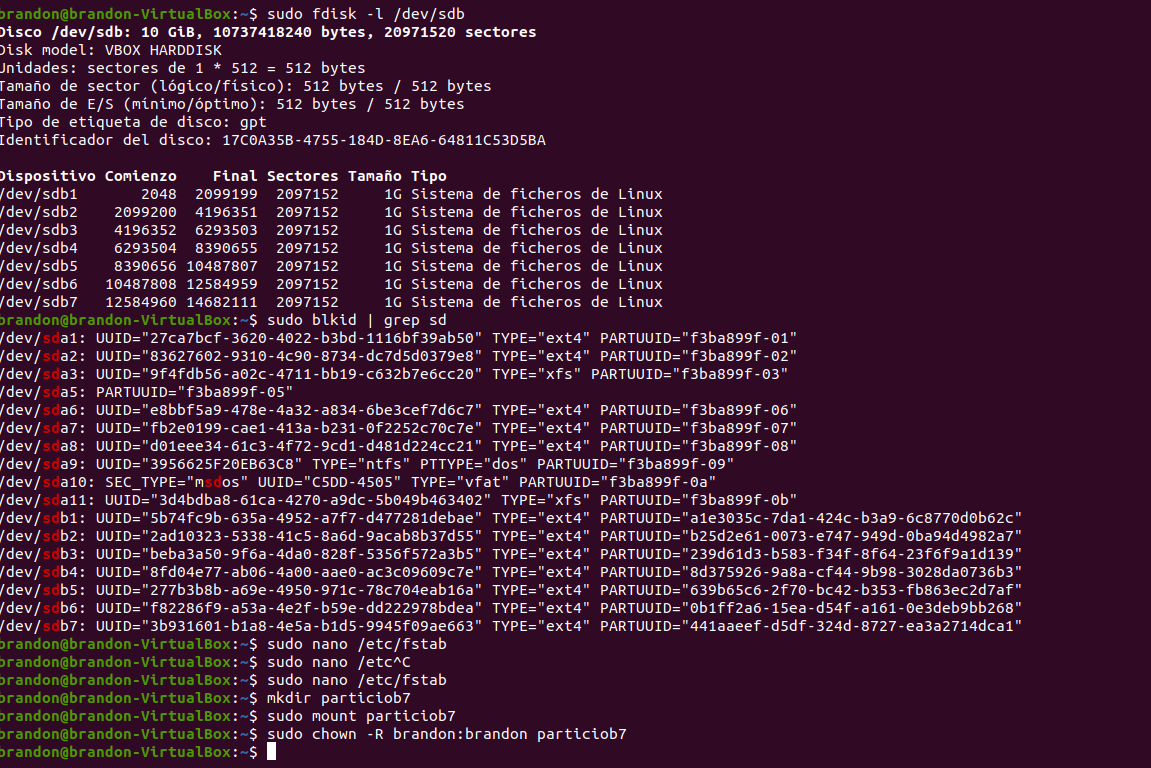 brandon@brandon-VirtualBox:~$ sudo fdisk -l /dev/sdb
Disco /dev/sdb: 10 GiB, 10737418240 bytes, 20971520 sectores
Disk model: VBOX HARDDISK
Unidades: sectores de 1 * 512 = 512 bytes
Tamaño de sector (lógico/físico): 512 bytes / 512 bytes
Tamaño de E/S (mínimo/óptimo): 512 bytes / 512 bytes
Tipo de etiqueta de disco: gpt
Identificador del disco: 17C0A35B-4755-184D-8EA6-64811C53D5BA
Dispositivo Comienzo Final Sectores Tamaño Tipo
/dev/sdb1 2048 2099199 2097152 1G Sistema de ficheros de Linux
/dev/sdb2 2099200 4196351 2097152 1G Sistema de ficheros de Linux
/dev/sdb3 4196352 6293503 2097152 1G Sistema de ficheros de Linux
/dev/sdb4 6293504 8390655 2097152 1G Sistema de ficheros de Linux
/dev/sdb5 8390656 10487807 2097152 1G Sistema de ficheros de Linux
/dev/sdb6 10487808 12584959 2097152 1G Sistema de ficheros de Linux
/dev/sdb7 12584960 14682111 2097152 1G Sistema de ficheros de Linux
brandon@brandon-VirtualBox:~$ sudo blkid | grep sd
/dev/sda1: UUID="27ca7bcf-3620-4022-b3bd-1116bf39ab50" TYPE="ext4" PARTUUID="f3ba899f-01"
/dev/sda2: UUID="83627602-9310-4c90-8734-dc7d5d0379e8" TYPE="ext4" PARTUUID="f3ba899f-02"
/dev/sda3: UUID="9f4fdb56-a02c-4711-bb19-c632b7e6cc20" TYPE="xfs" PARTUUID="f3ba899f-03"
/dev/sda5: PARTUUID="f3ba899f-05"
/dev/sda6: UUID="e8bbf5a9-478e-4a32-a834-6be3cef7d6c7" TYPE="ext4" PARTUUID="f3ba899f-06"
/dev/sda7: UUID="fb2e0199-cae1-413a-b231-0f2252c70c7e" TYPE="ext4" PARTUUID="f3ba899f-07"
/dev/sda8: UUID="d01eee34-61c3-4f72-9cd1-d481d224cc21" TYPE="ext4" PARTUUID="f3ba899f-08"
/dev/sda9: UUID="3956625F20EB63C8" TYPE="ntfs" PTTYPE="dos" PARTUUID="f3ba899f-09"
/dev/sda10: SEC_TYPE="msdos" UUID="C5DD-4505" TYPE="vfat" PARTUUID="f3ba899f-0a"
/dev/sda11: UUID="3d4bdba8-61ca-4270-a9dc-5b049b463402" TYPE="xfs" PARTUUID="f3ba899f-0b"
/dev/sdb1: UUID="5b74fc9b-635a-4952-a7f7-d477281debae" TYPE="ext4" PARTUUID="a1e3035c-7da1-424c-b3a9-6c8770d0b62c"
/dev/sdb2: UUID="2ad10323-5338-41c5-8a6d-9acab8b37d55" TYPE="ext4" PARTUUID="b25d2e61-0073-e747-949d-0ba94d4982a7"
/dev/sdb3: UUID="beba3a50-9f6a-4da0-828f-5356f572a3b5" TYPE="ext4" PARTUUID="239d61d3-b583-f34f-8f64-23f6f9a1d139"
/dev/sdb4: UUID="8fd04e77-ab06-4a00-aae0-ac3c09609c7e" TYPE="ext4" PARTUUID="8d375926-9a8a-cf44-9b98-3028da0736b3"
/dev/sdb5: UUID="277b3b8b-a69e-4950-971c-78c704eab16a" TYPE="ext4" PARTUUID="639b65c6-2f70-bc42-b353-fb863ec2d7af"
/dev/sdb6: UUID="f82286f9-a53a-4e2f-b59e-dd222978bdea" TYPE="ext4" PARTUUID="0b1ff2a6-15ea-d54f-a161-0e3deb9bb268"
/dev/sdb7: UUID="3b931601-b1a8-4e5a-b1d5-9945f09ae663" TYPE="ext4" PARTUUID="441aaeef-d5df-324d-8727-ea3a2714dca1"
brandon@brandon-VirtualBox:~$ sudo nano /etc/fstab
brandon@brandon-VirtualBox:~$ sudo nano /etc^C
brandon@brandon-VirtualBox:~$ sudo nano /etc/fstab
brandon@brandon-VirtualBox:~$ mkdir particiob7
brandon@brandon-VirtualBox:~$ sudo mount particiob7
brandon@brandon-VirtualBox:~$ sudo chown -R brandon:brandon particiob7
brandon@brandon-VirtualBox:~$